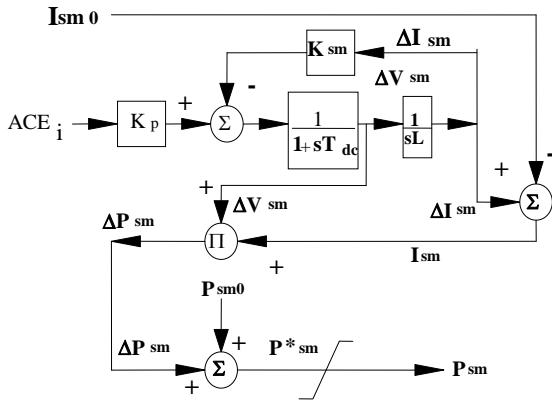 Ism 0
K sm
ΔI sm
ΔV sm
-
ACE i
K p
+
Σ
1
1+ sT dc
1
sL
+
-
Σ
+
ΔV sm
ΔI sm
ΔP sm
Π
+
I sm
P sm0
+
ΔP sm
+
Σ
P* sm
P sm